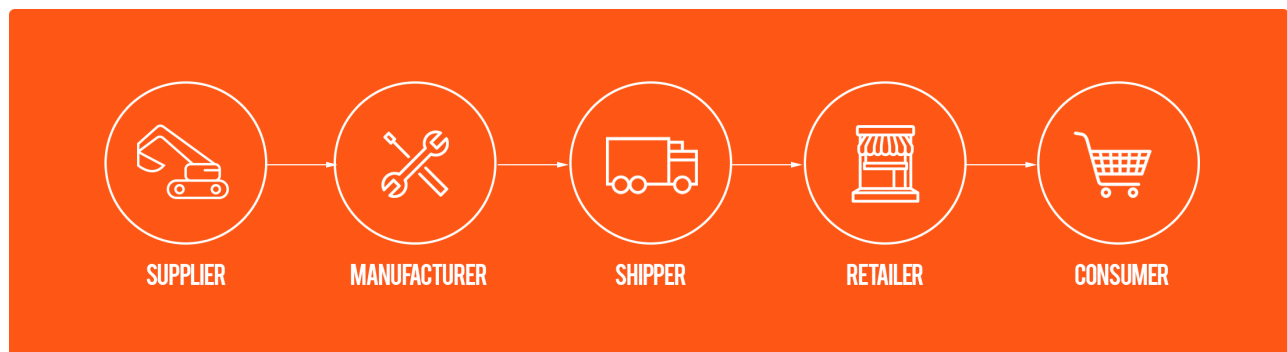 SUPPLIER
MANUFACTURER
SHIPPER
RETAILER
CONSUMER